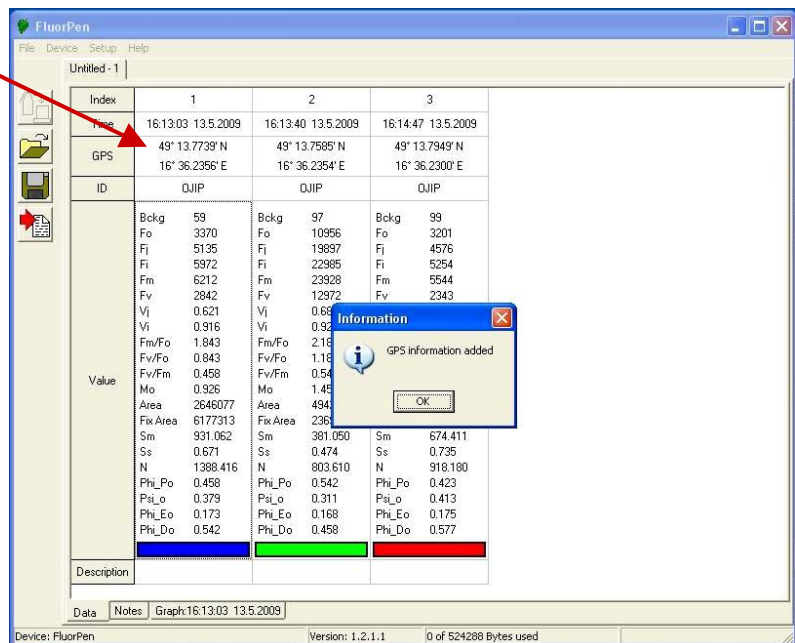 FluorPen
File Device Setup Help
Untitled - 1
Index 1 2 3
Time 16:13:03 13.5.2009 16:13:40 13.5.2009 16:14:47 13.5.2009
GPS 49° 13.7739' N 49° 13.7585' N 49° 13.7949' N
16° 36.2356' E 16° 36.2354' E 16° 36.2300' E
ID OJIP OJIP OJIP
Value
Bckg 59 Bckg 97 Bckg 99
Fo 3370 Fo 10956 Fo 3201
Fj 5135 Fj 19897 Fj 4576
Fi 5972 Fi 22985 Fi 5254
Fm 6212 Fm 23928 Fm 5544
Fv 2842 Fv 12972 Fv 2343
Vj 0.621 Vj
Vi 0.916 Vi
Fm/Fo 1.843 Fm/Fo
Fv/Fo 0.843 Fv/Fo
Fv/Fm 0.458 Fv/Fm
Mo 0.926 Mo
Area 2646077 Area
Fix Area 6177313 Fix Area
Sm 931.062 Sm 381.050 Sm 674.411
Ss 0.671 Ss 0.474 Ss 0.735
N 1388.416 N 803.610 N 918.180
Phi_Po 0.458 Phi_Po 0.542 Phi_Po 0.423
Psi_o 0.379 Psi_o 0.311 Psi_o 0.413
Phi_Eo 0.173 Phi_Eo 0.168 Phi_Eo 0.175
Phi_Do 0.542 Phi_Do 0.458 Phi_Do 0.577
Information
GPS information added
OK
Description
Data Notes Graph:16:13:03 13.5.2009
Device: FluorPen Version: 1.2.1.1 0 of 524288 Bytes used